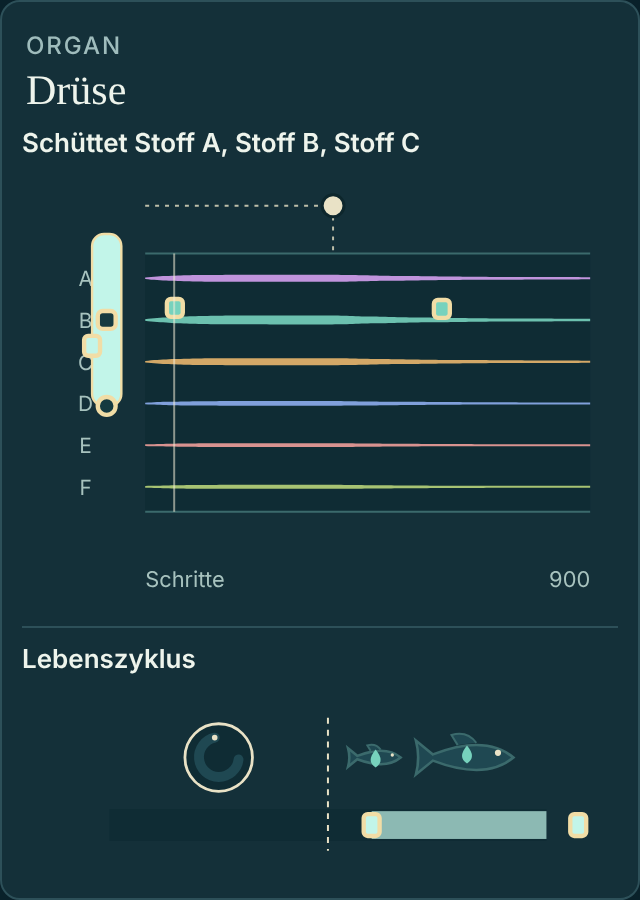 ORGAN
Drüse
Schüttet Stoff A, Stoff B, Stoff C
A
B
C
D
E
F
Schritte 900
Lebenszyklus